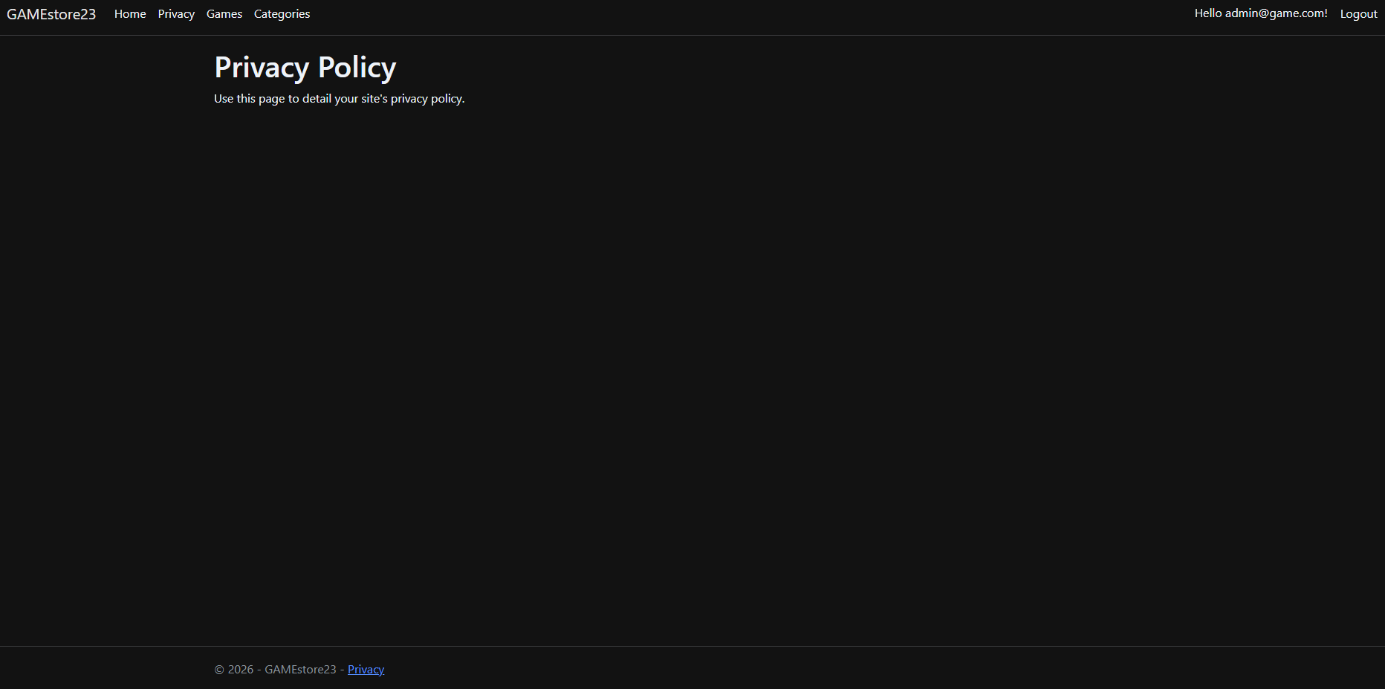 GAMEstore23 Home Privacy Games Categories Hello admin@game.com! Logout
Privacy Policy
Use this page to detail your site's privacy policy.
© 2026 - GAMEstore23 - Privacy